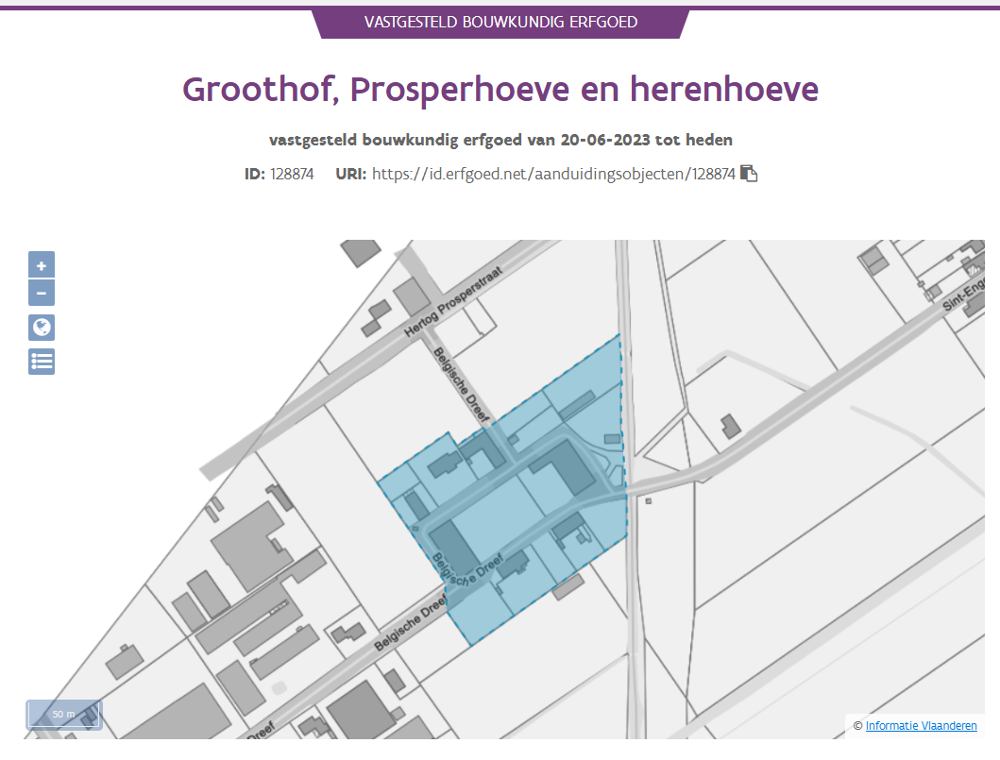 VASTGESTELD BOUWKUNDIG ERFGOED
Groothof, Prosperhoeve en herenhoeve
vastgesteld bouwkundig erfgoed van 20-06-2023 tot heden
ID: 128874 URI: https://id.erfgoed.net/aanduidingsobjecten/128874
+
−
Hertog Prosperstraat
Sint-Enge
Belgische Dreef
Belgische Dreef
Belgische Dreef
Dreef
50 m
© Informatie Vlaanderen